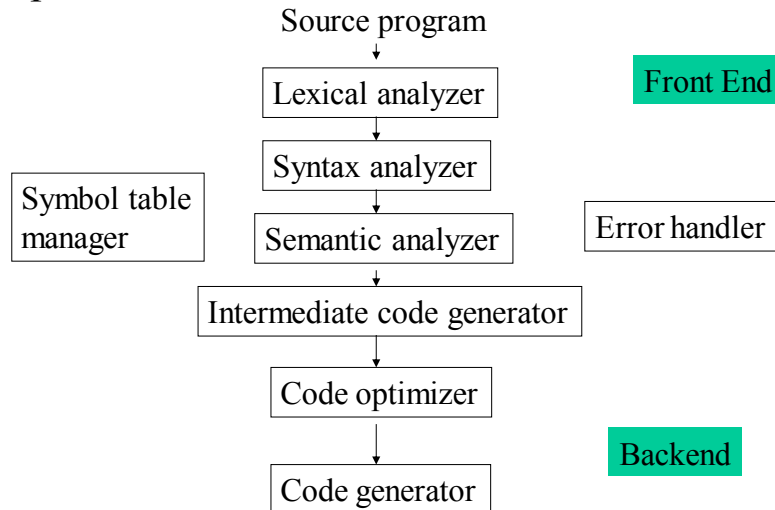 Source program
Lexical analyzer
Front End
Syntax analyzer
Symbol table
manager
Semantic analyzer
Error handler
Intermediate code generator
Code optimizer
Backend
Code generator